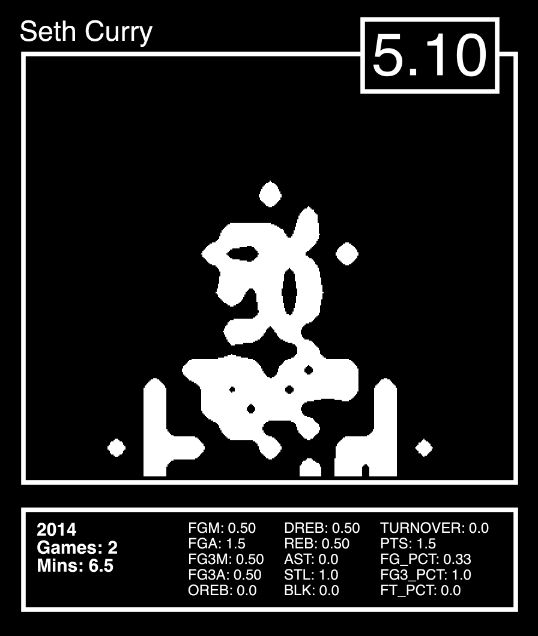 Seth Curry
5.10
2014
Games: 2
Mins: 6.5
FGM: 0.50
FGA: 1.5
FG3M: 0.50
FG3A: 0.50
OREB: 0.0
DREB: 0.50
REB: 0.50
AST: 0.0
STL: 1.0
BLK: 0.0
TURNOVER: 0.0
PTS: 1.5
FG_PCT: 0.33
FG3_PCT: 1.0
FT_PCT: 0.0